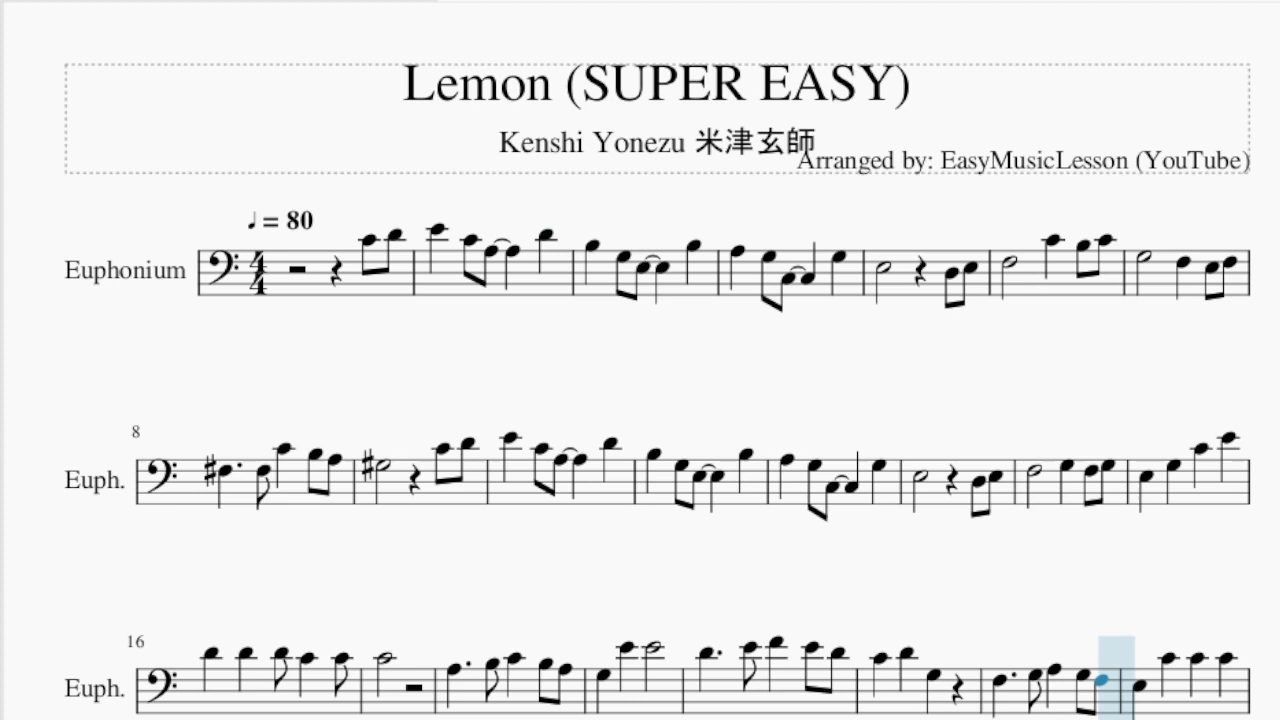 Lemon (SUPER EASY)
Kenshi Yonezu 米津玄師
Arranged by: EasyMusicLesson (YouTube)
♩ = 80
Euphonium
4
4
8
Euph.
16
Euph.